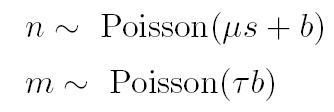 n ∼ Poisson(μs + b)
m ∼ Poisson(τb)